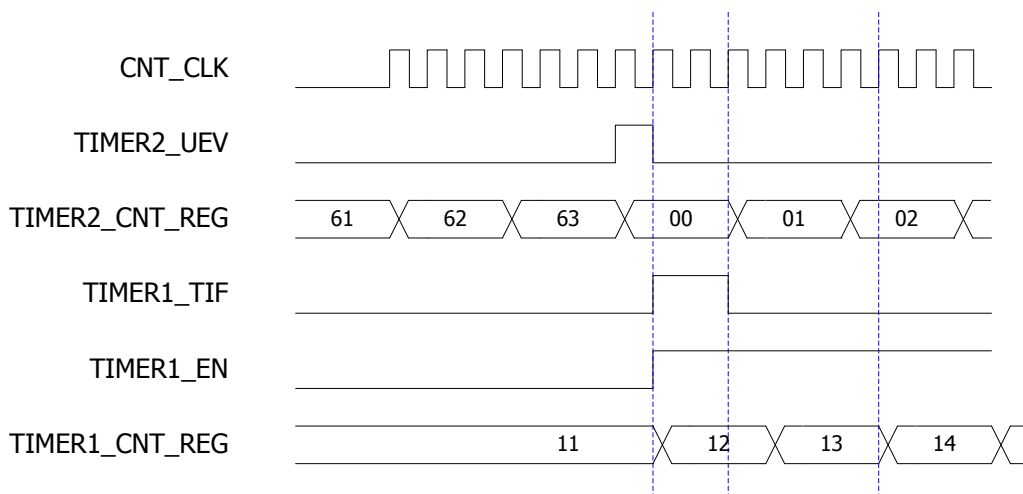 CNT_CLK
TIMER2_UEV
TIMER2_CNT_REG 61 62 63 00 01 02
TIMER1_TIF
TIMER1_EN
TIMER1_CNT_REG 11 12 13 14